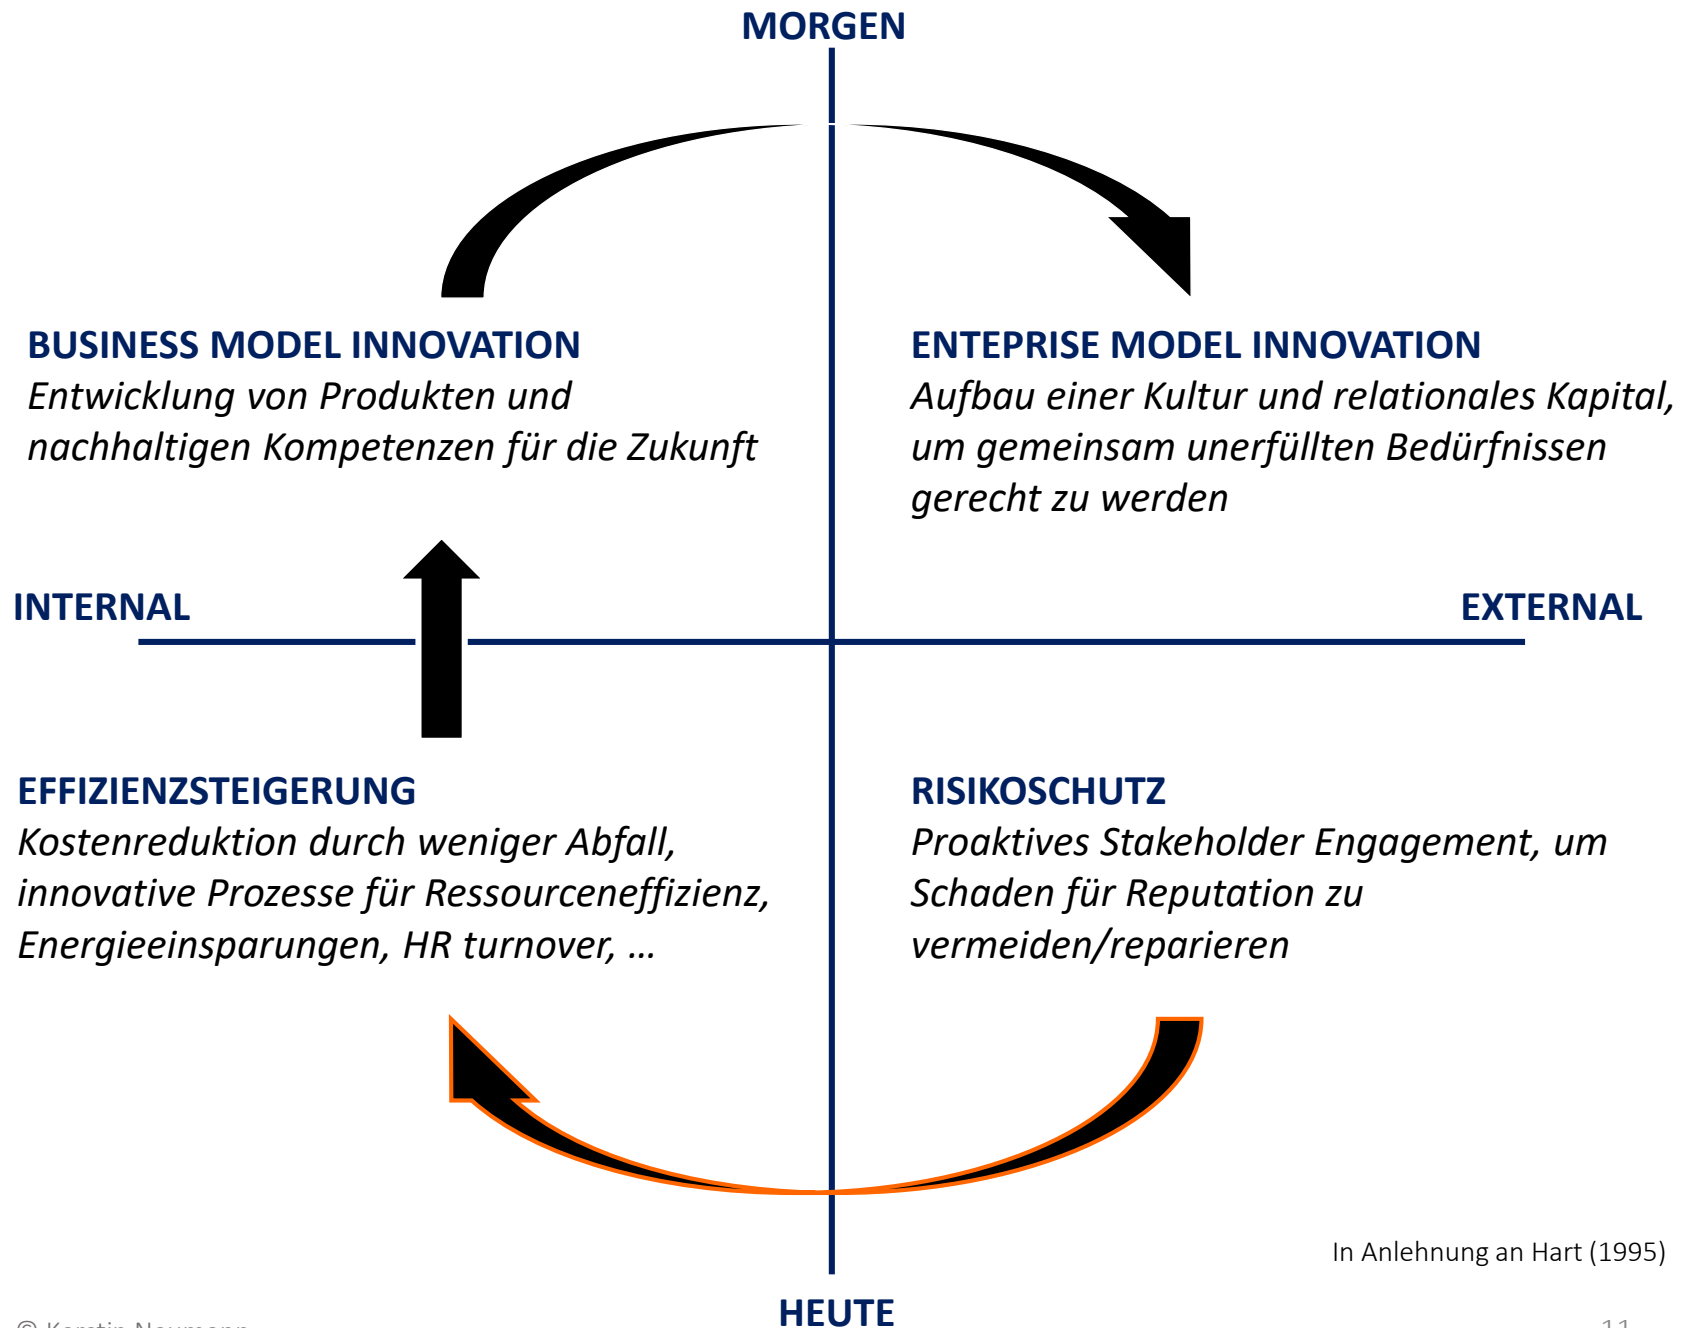 MORGEN
BUSINESS MODEL INNOVATION
Entwicklung von Produkten und
nachhaltigen Kompetenzen für die Zukunft
ENTEPRISE MODEL INNOVATION
Aufbau einer Kultur und relationales Kapital,
um gemeinsam unerfüllten Bedürfnissen
gerecht zu werden
INTERNAL
EXTERNAL
EFFIZIENZSTEIGERUNG
Kostenreduktion durch weniger Abfall,
innovative Prozesse für Ressourceneffizienz,
Energieeinsparungen, HR turnover, …
RISIKOSCHUTZ
Proaktives Stakeholder Engagement, um
Schaden für Reputation zu
vermeiden/reparieren
In Anlehnung an Hart (1995)
HEUTE
© Kerstin Neumann
11